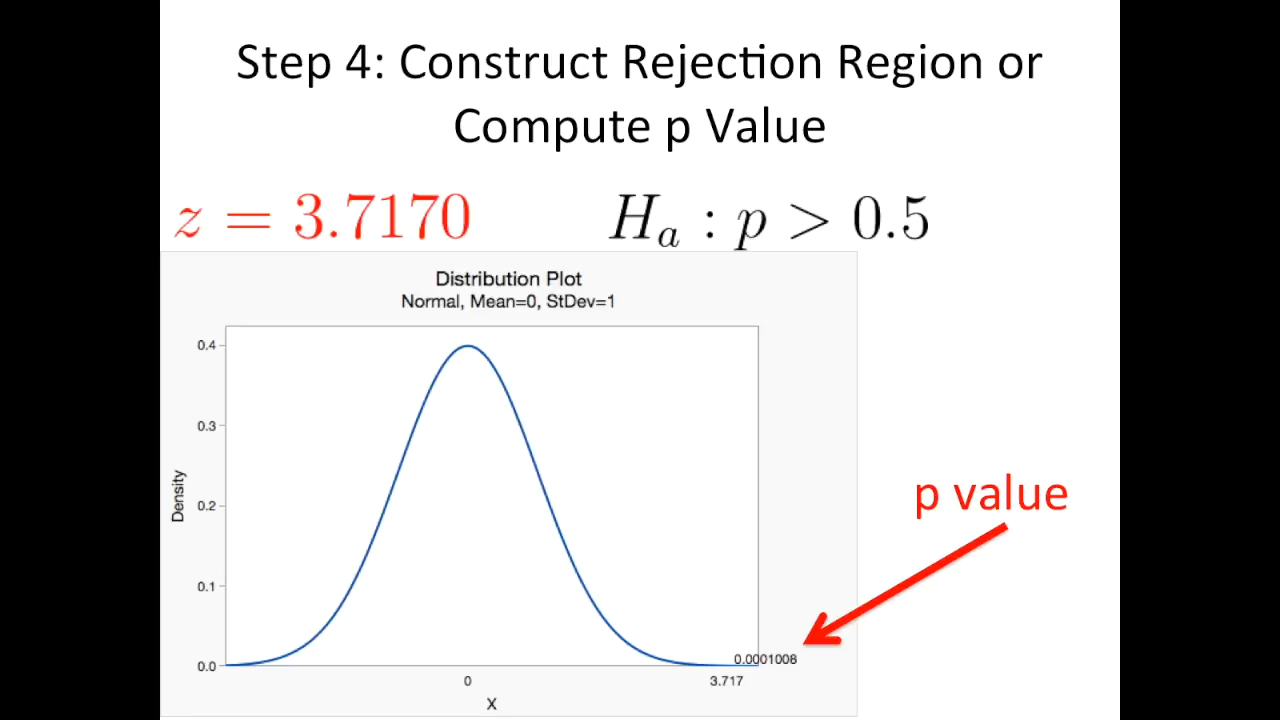 Step 4: Construct Rejection Region or
Compute p Value
z = 3.7170
H_a : p > 0.5
Distribution Plot
Normal, Mean=0, StDev=1
0.4
0.3
0.2
0.1
0.0
Density
p value
0.0001008
0
3.717
X